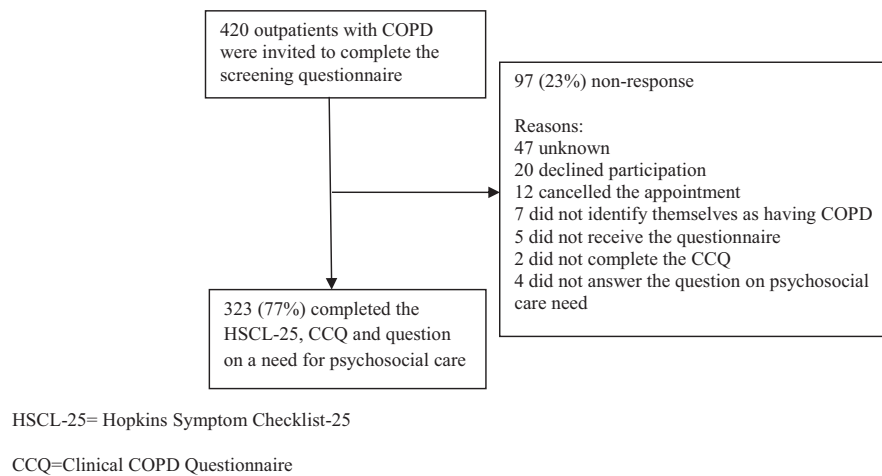 420 outpatients with COPD
were invited to complete the
screening questionnaire
97 (23%) non-response
Reasons:
47 unknown
20 declined participation
12 cancelled the appointment
7 did not identify themselves as having COPD
5 did not receive the questionnaire
2 did not complete the CCQ
4 did not answer the question on psychosocial
care need
323 (77%) completed the
HSCL-25, CCQ and question
on a need for psychosocial care
HSCL-25= Hopkins Symptom Checklist-25
CCQ=Clinical COPD Questionnaire